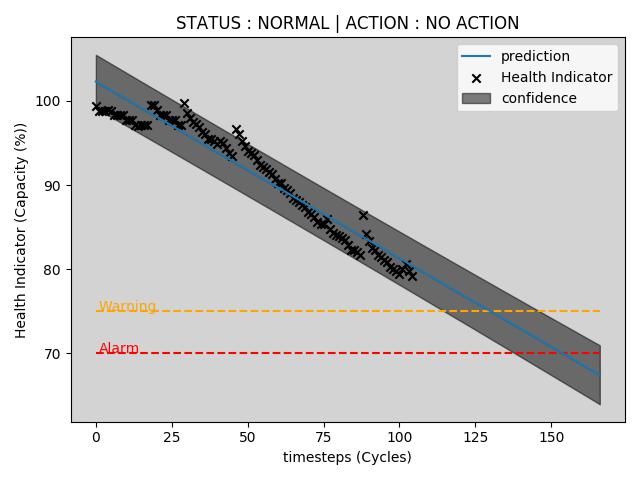 STATUS : NORMAL | ACTION : NO ACTION
prediction
Health Indicator
confidence
Health Indicator (Capacity (%))
100
90
80
70
Warning
Alarm
0 25 50 75 100 125 150
timesteps (Cycles)